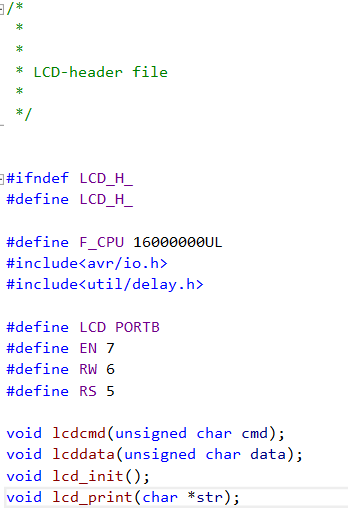 /*
 *
 *
 * LCD-header file
 *
 */
#ifndef LCD_H_
#define LCD_H_
#define F_CPU 16000000UL
#include<avr/io.h>
#include<util/delay.h>
#define LCD PORTB
#define EN 7
#define RW 6
#define RS 5
void lcdcmd(unsigned char cmd);
void lcddata(unsigned char data);
void lcd_init();
void lcd_print(char *str);